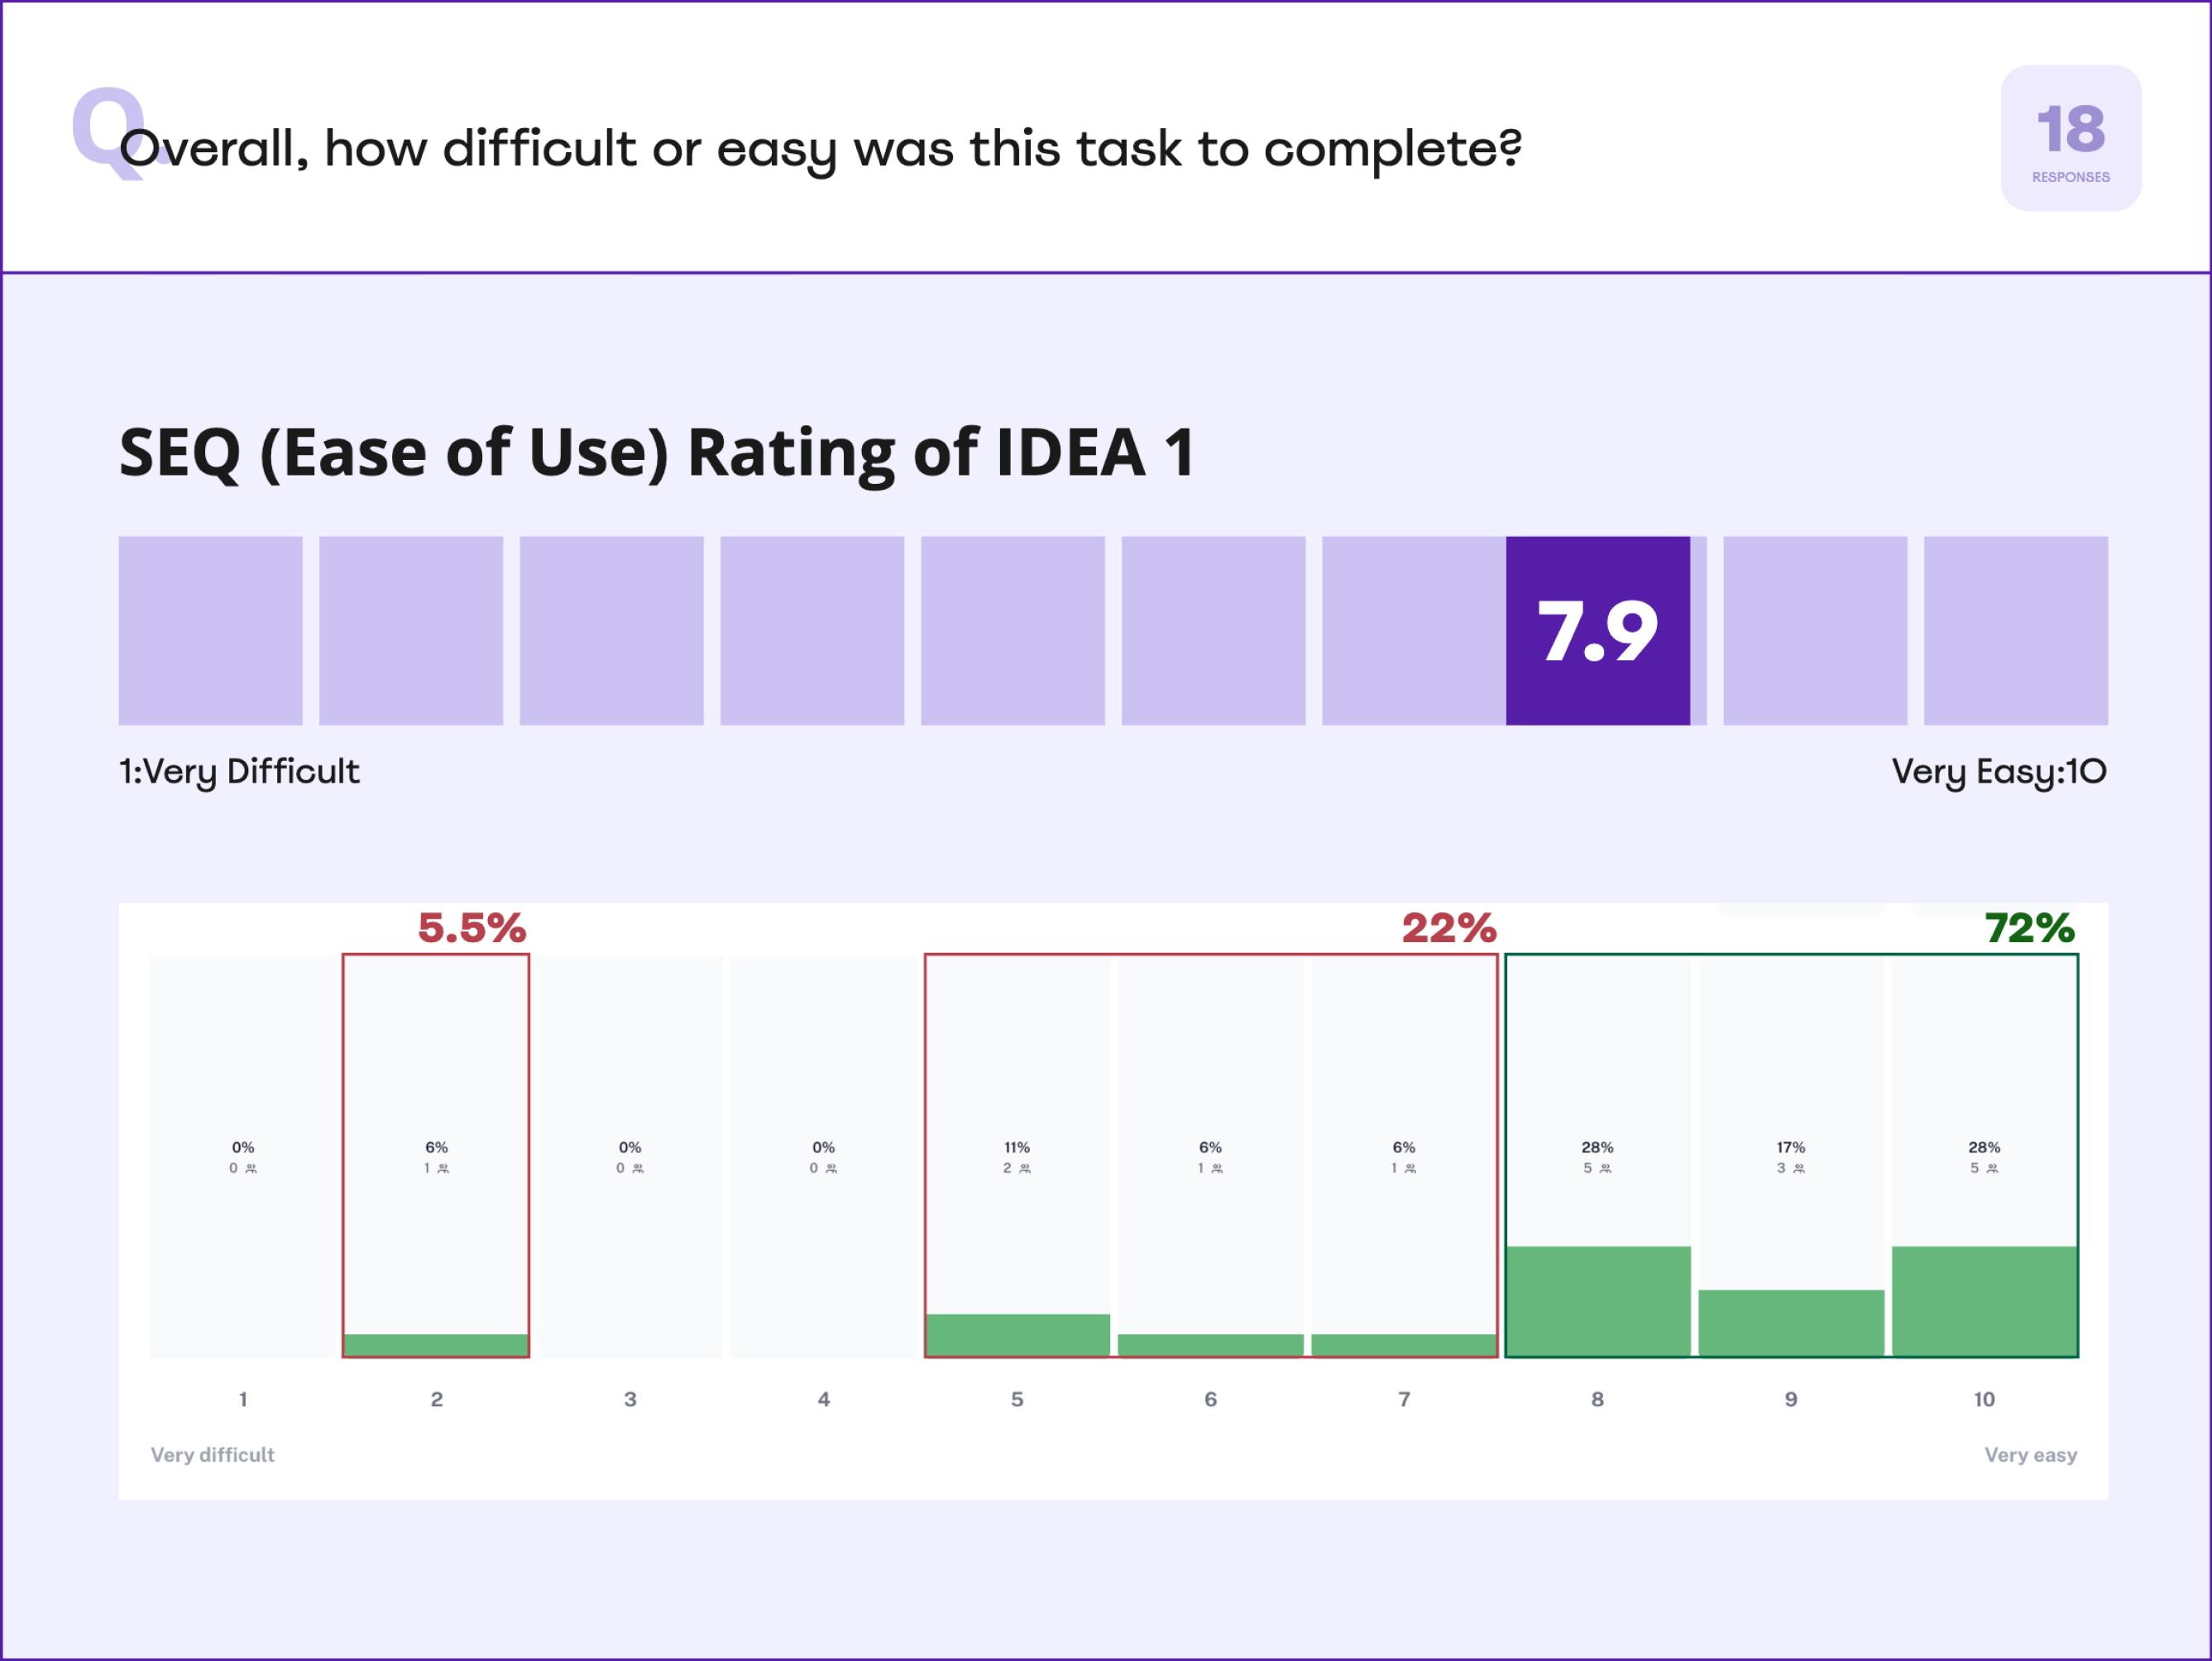 Q
Overall, how difficult or easy was this task to complete?
18
RESPONSES
SEQ (Ease of Use) Rating of IDEA 1
7.9
1:Very Difficult
Very Easy:10
5.5%
22%
72%
0% 6% 0% 0% 11% 6% 6% 28% 17% 28%
0 1 0 0 2 1 1 5 3 5
1 2 3 4 5 6 7 8 9 10
Very difficult
Very easy